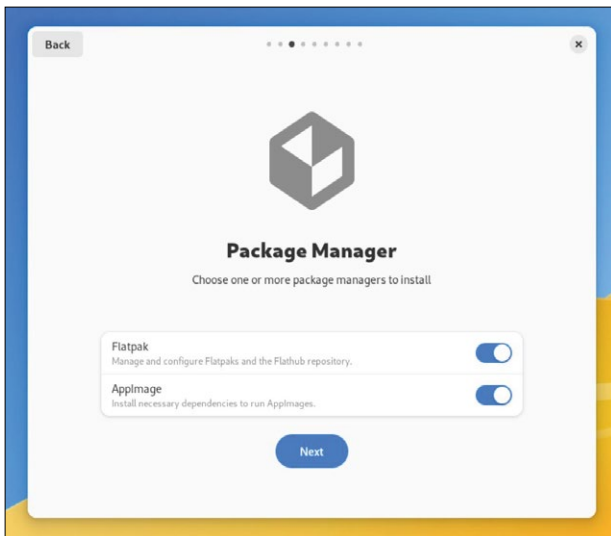 Back
Package Manager
Choose one or more package managers to install
Flatpak
Manage and configure Flatpaks and the Flathub repository.
AppImage
Install necessary dependencies to run AppImages.
Next